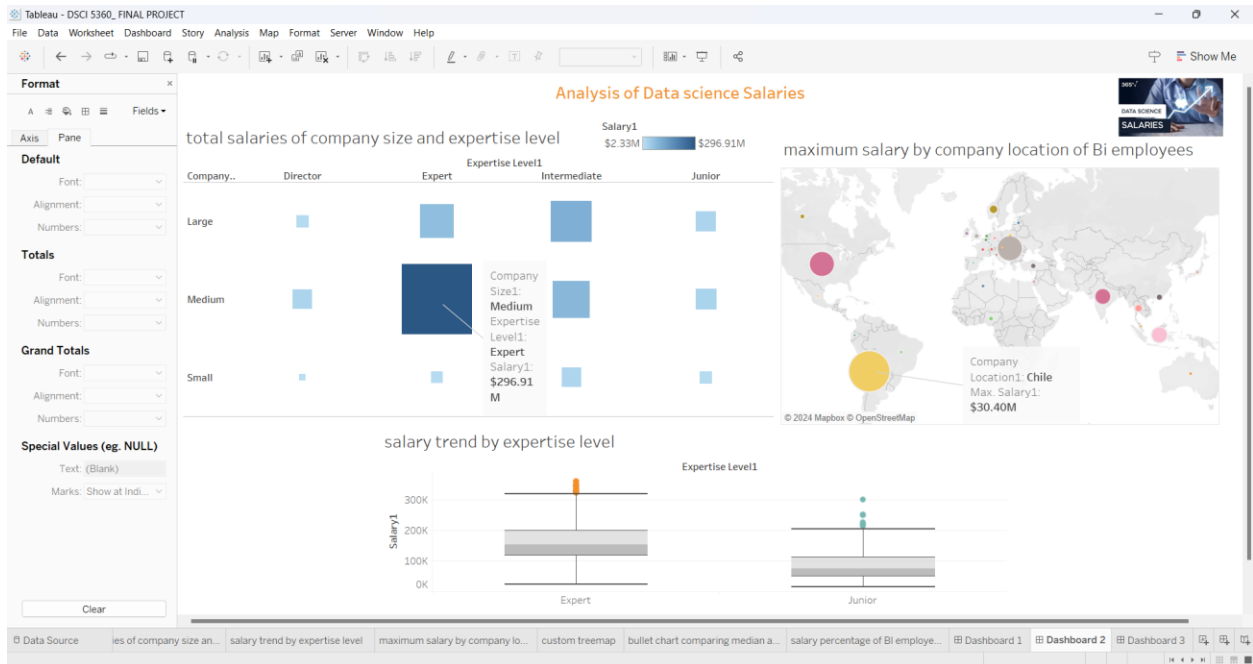 Tableau - DSCI 5360_ FINAL PROJECT
File Data Worksheet Dashboard Story Analysis Map Format Server Window Help
Show Me
Format
Fields
Axis Pane
Default
Font:
Alignment:
Numbers:
Totals
Font:
Alignment:
Numbers:
Grand Totals
Font:
Alignment:
Numbers:
Special Values (eg. NULL)
Text: (Blank)
Marks: Show at Indi...
Clear
Analysis of Data science Salaries
365
DATA SCIENCE
SALARIES
total salaries of company size and expertise level
Salary1
$2.33M $296.91M
Expertise Level1
Company.. Director Expert Intermediate Junior
Large
Medium
Small
Company
Size1:
Medium
Expertise
Level1:
Expert
Salary1:
$296.91
M
maximum salary by company location of Bi employees
Company
Location1: Chile
Max. Salary1:
$30.40M
© 2024 Mapbox © OpenStreetMap
salary trend by expertise level
Expertise Level1
Salary1
300K
200K
100K
0K
Expert Junior
Data Source es of company size an... salary trend by expertise level maximum salary by company lo... custom treemap bullet chart comparing median a... salary percentage of BI employe... Dashboard 1 Dashboard 2 Dashboard 3